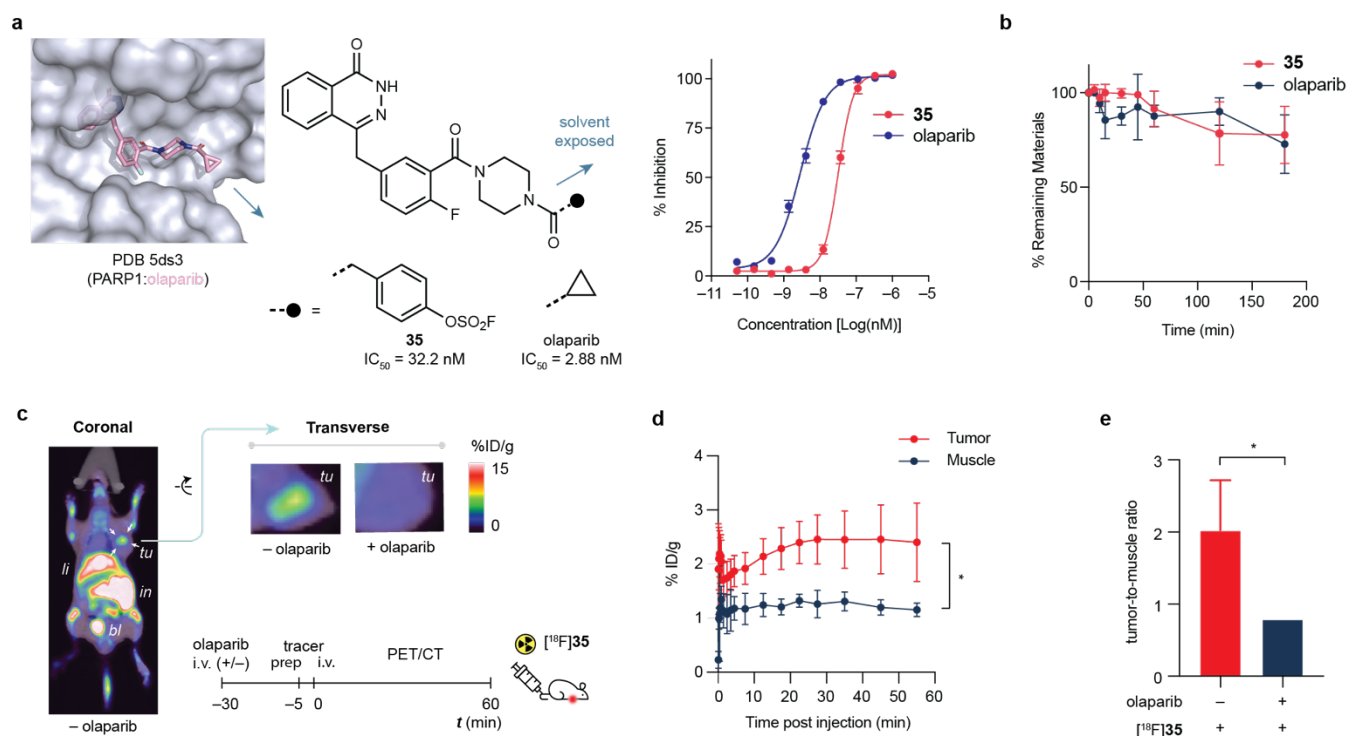 a
PDB 5ds3
(PARP1:olaparib)
O
NH
N
O
N
F
N
O
solvent
exposed
=
OSO₂F
35
IC₅₀ = 32.2 nM
olaparib
IC₅₀ = 2.88 nM
% Inhibition
100
75
50
25
0
35
olaparib
–11 –10 –9 –8 –7 –6 –5
Concentration [Log(nM)]
b
% Remaining Materials
100
50
0
35
olaparib
0 50 100 150 200
Time (min)
c
Coronal
li
tu
in
bl
– olaparib
Transverse
tu
– olaparib
tu
+ olaparib
%ID/g
15
0
olaparib
i.v. (+/–)
tracer
prep i.v.
PET/CT
[¹⁸F]35
–30 –5 0 60
t (min)
d
Tumor
Muscle
% ID/g
4
3
2
1
0
*
0 10 20 30 40 50 60
Time post injection (min)
e
tumor-to-muscle ratio
3
2
1
0
*
olaparib – +
[¹⁸F]35 + +